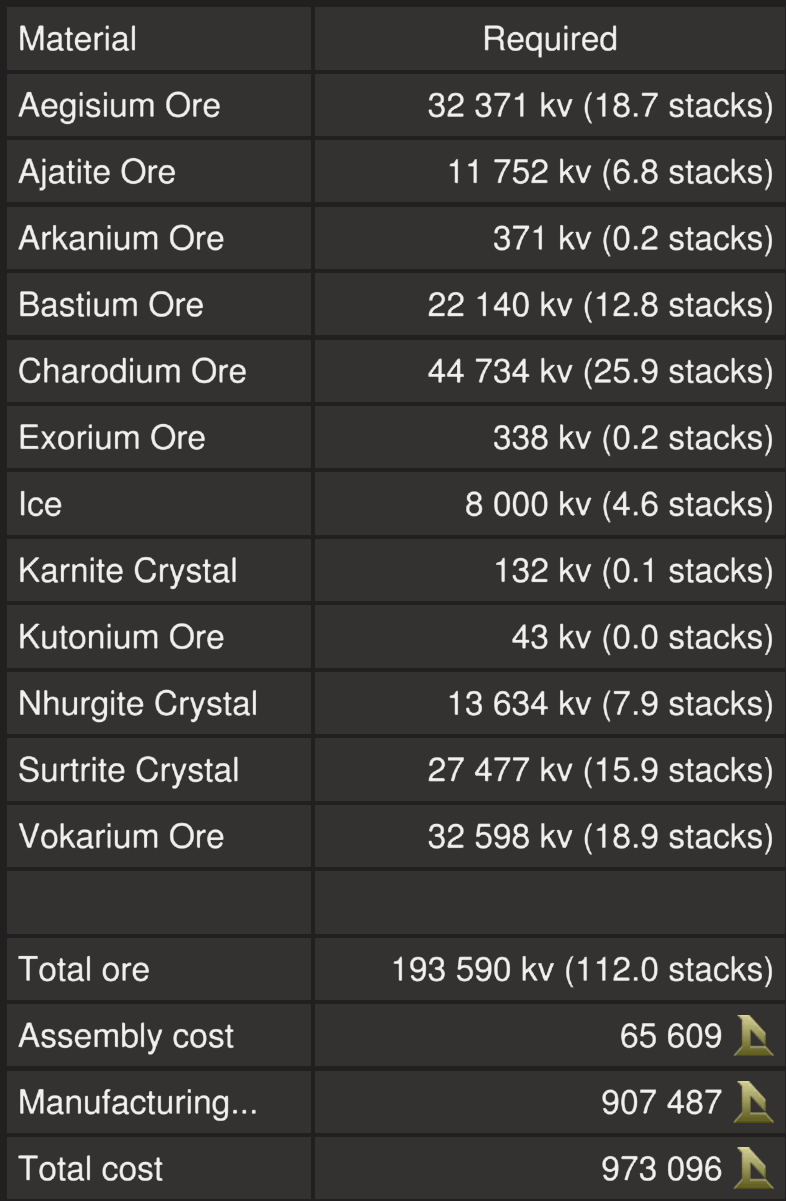 Material Required
Aegisium Ore 32 371 kv (18.7 stacks)
Ajatite Ore 11 752 kv (6.8 stacks)
Arkanium Ore 371 kv (0.2 stacks)
Bastium Ore 22 140 kv (12.8 stacks)
Charodium Ore 44 734 kv (25.9 stacks)
Exorium Ore 338 kv (0.2 stacks)
Ice 8 000 kv (4.6 stacks)
Karnite Crystal 132 kv (0.1 stacks)
Kutonium Ore 43 kv (0.0 stacks)
Nhurgite Crystal 13 634 kv (7.9 stacks)
Surtrite Crystal 27 477 kv (15.9 stacks)
Vokarium Ore 32 598 kv (18.9 stacks)
Total ore 193 590 kv (112.0 stacks)
Assembly cost 65 609
Manufacturing... 907 487
Total cost 973 096